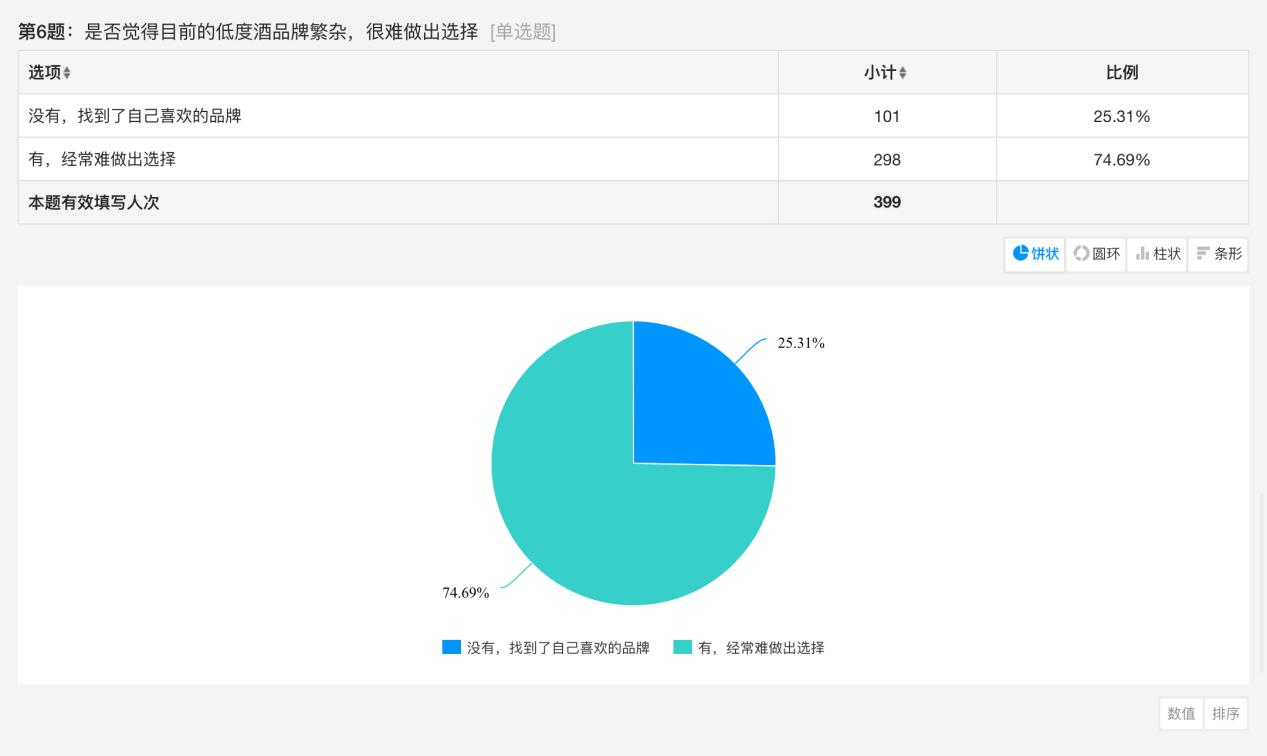 第6题：是否觉得目前的低度酒品牌繁杂，很难做出选择 [单选题]
选项 小计 比例
没有，找到了自己喜欢的品牌 101 25.31%
有，经常难做出选择 298 74.69%
本题有效填写人次 399
饼状 圆环 柱状 条形
25.31%
74.69%
没有，找到了自己喜欢的品牌 有，经常难做出选择
数值 排序